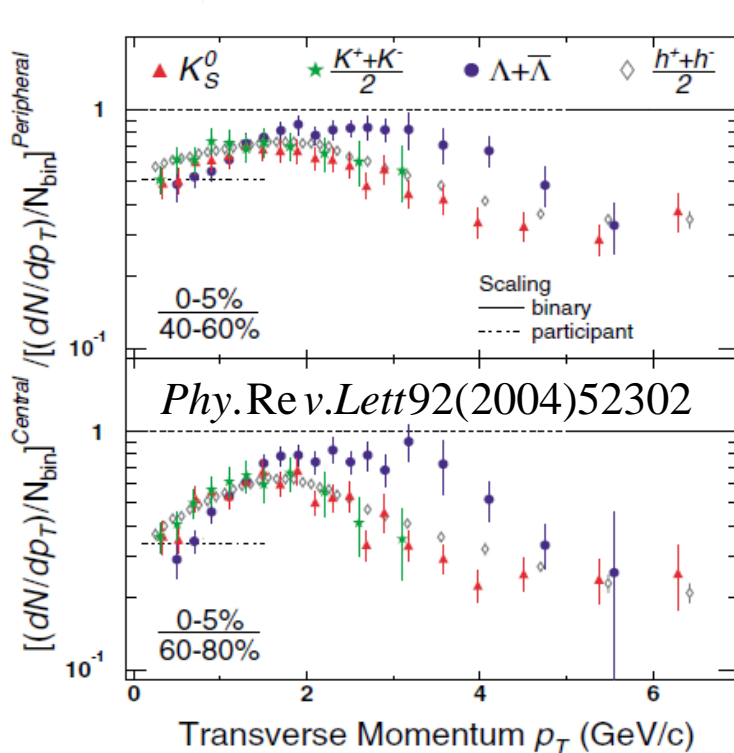 K⁰_S K⁺+K⁻/2 Λ+Λ̅ h⁺+h⁻/2
[(dN/dp_T)/N_bin]^Central /[(dN/dp_T)/N_bin]^Peripheral
1
0-5%
40-60%
Scaling
binary
participant
10⁻¹
Phy.Rev.Lett92(2004)52302
1
0-5%
60-80%
10⁻¹
0 2 4 6
Transverse Momentum p_T (GeV/c)